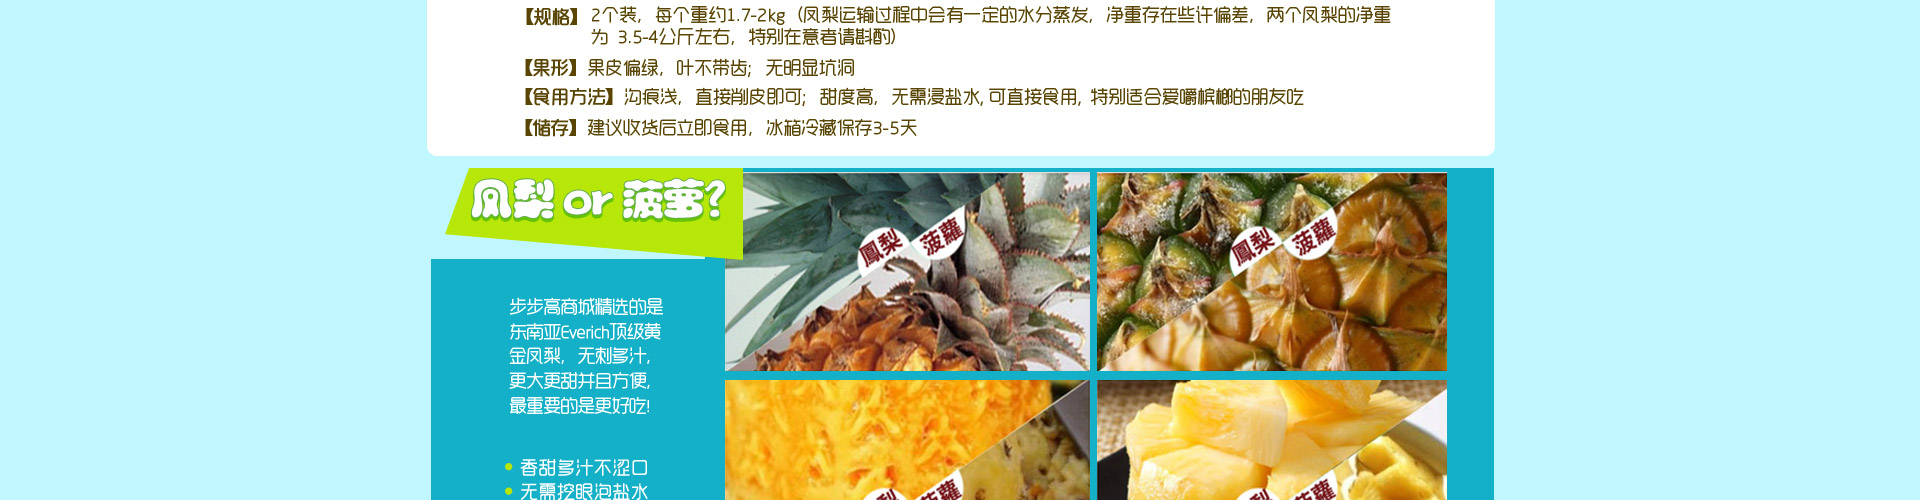 【规格】 2个装，每个重约1.7-2kg（凤梨运输过程中会有一定的水分蒸发，净重存在些许偏差，两个凤梨的净重
为 3.5-4公斤左右，特别在意者请斟酌）
【果形】 果皮偏绿，叶不带齿；无明显坑洞
【食用方法】 沟痕浅，直接削皮即可；甜度高，无需浸盐水,可直接食用, 特别适合爱嚼槟榔的朋友吃
【储存】 建议收货后立即食用，冰箱冷藏保存3-5天
凤梨 or 菠萝?
鳳梨 菠蘿
鳳梨 菠蘿
步步高商城精选的是
东南亚Everich顶级黄
金凤梨，无刺多汁,
更大更甜并且方便,
最重要的是更好吃!
• 香甜多汁不涩口
• 无需挖眼泡盐水
鳳梨 菠蘿
鳳梨 菠蘿